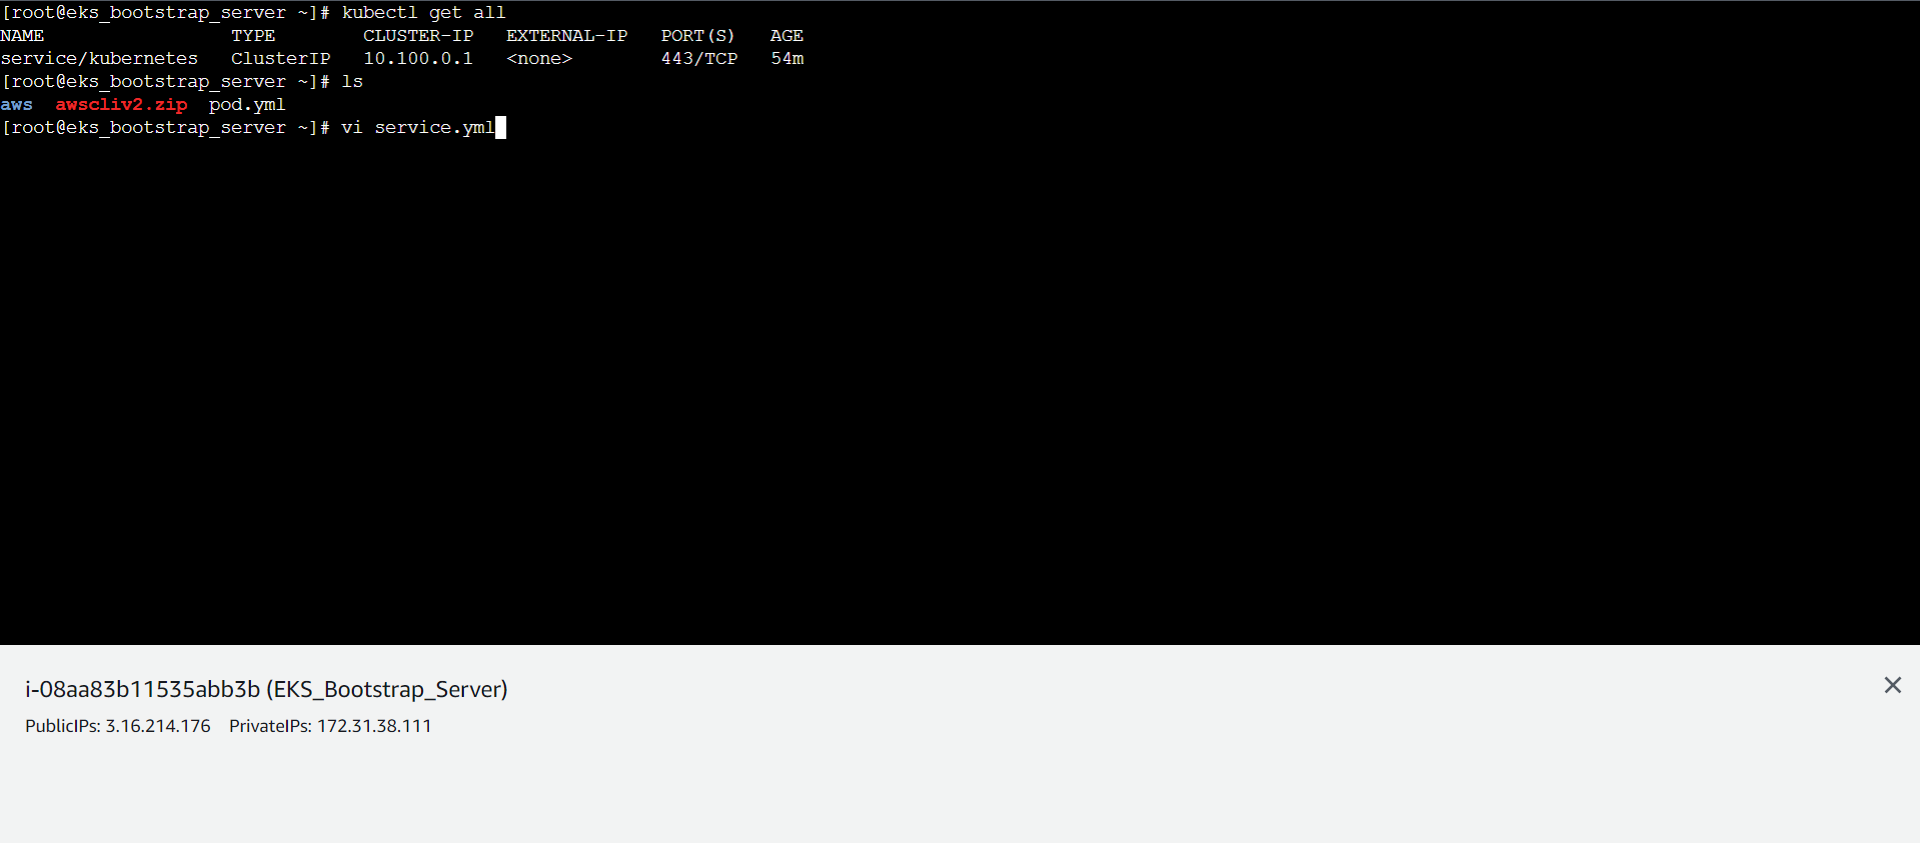 [root@eks_bootstrap_server ~]# kubectl get all
NAME                 TYPE        CLUSTER-IP   EXTERNAL-IP   PORT(S)   AGE
service/kubernetes   ClusterIP   10.100.0.1   <none>        443/TCP   54m
[root@eks_bootstrap_server ~]# ls
aws  awscliv2.zip  pod.yml
[root@eks_bootstrap_server ~]# vi service.yml
i-08aa83b11535abb3b (EKS_Bootstrap_Server)
PublicIPs: 3.16.214.176    PrivateIPs: 172.31.38.111